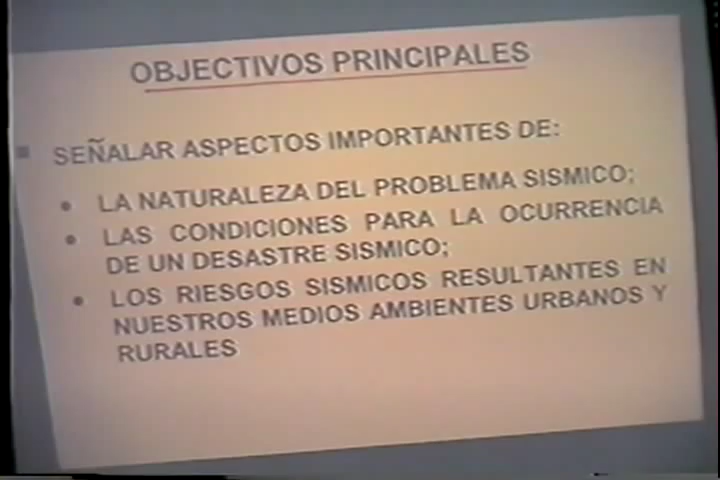 OBJECTIVOS PRINCIPALES
SEÑALAR ASPECTOS IMPORTANTES DE:
LA NATURALEZA DEL PROBLEMA SISMICO;
LAS CONDICIONES PARA LA OCURRENCIA
DE UN DESASTRE SISMICO;
LOS RIESGOS SISMICOS RESULTANTES EN
NUESTROS MEDIOS AMBIENTES URBANOS Y
RURALES